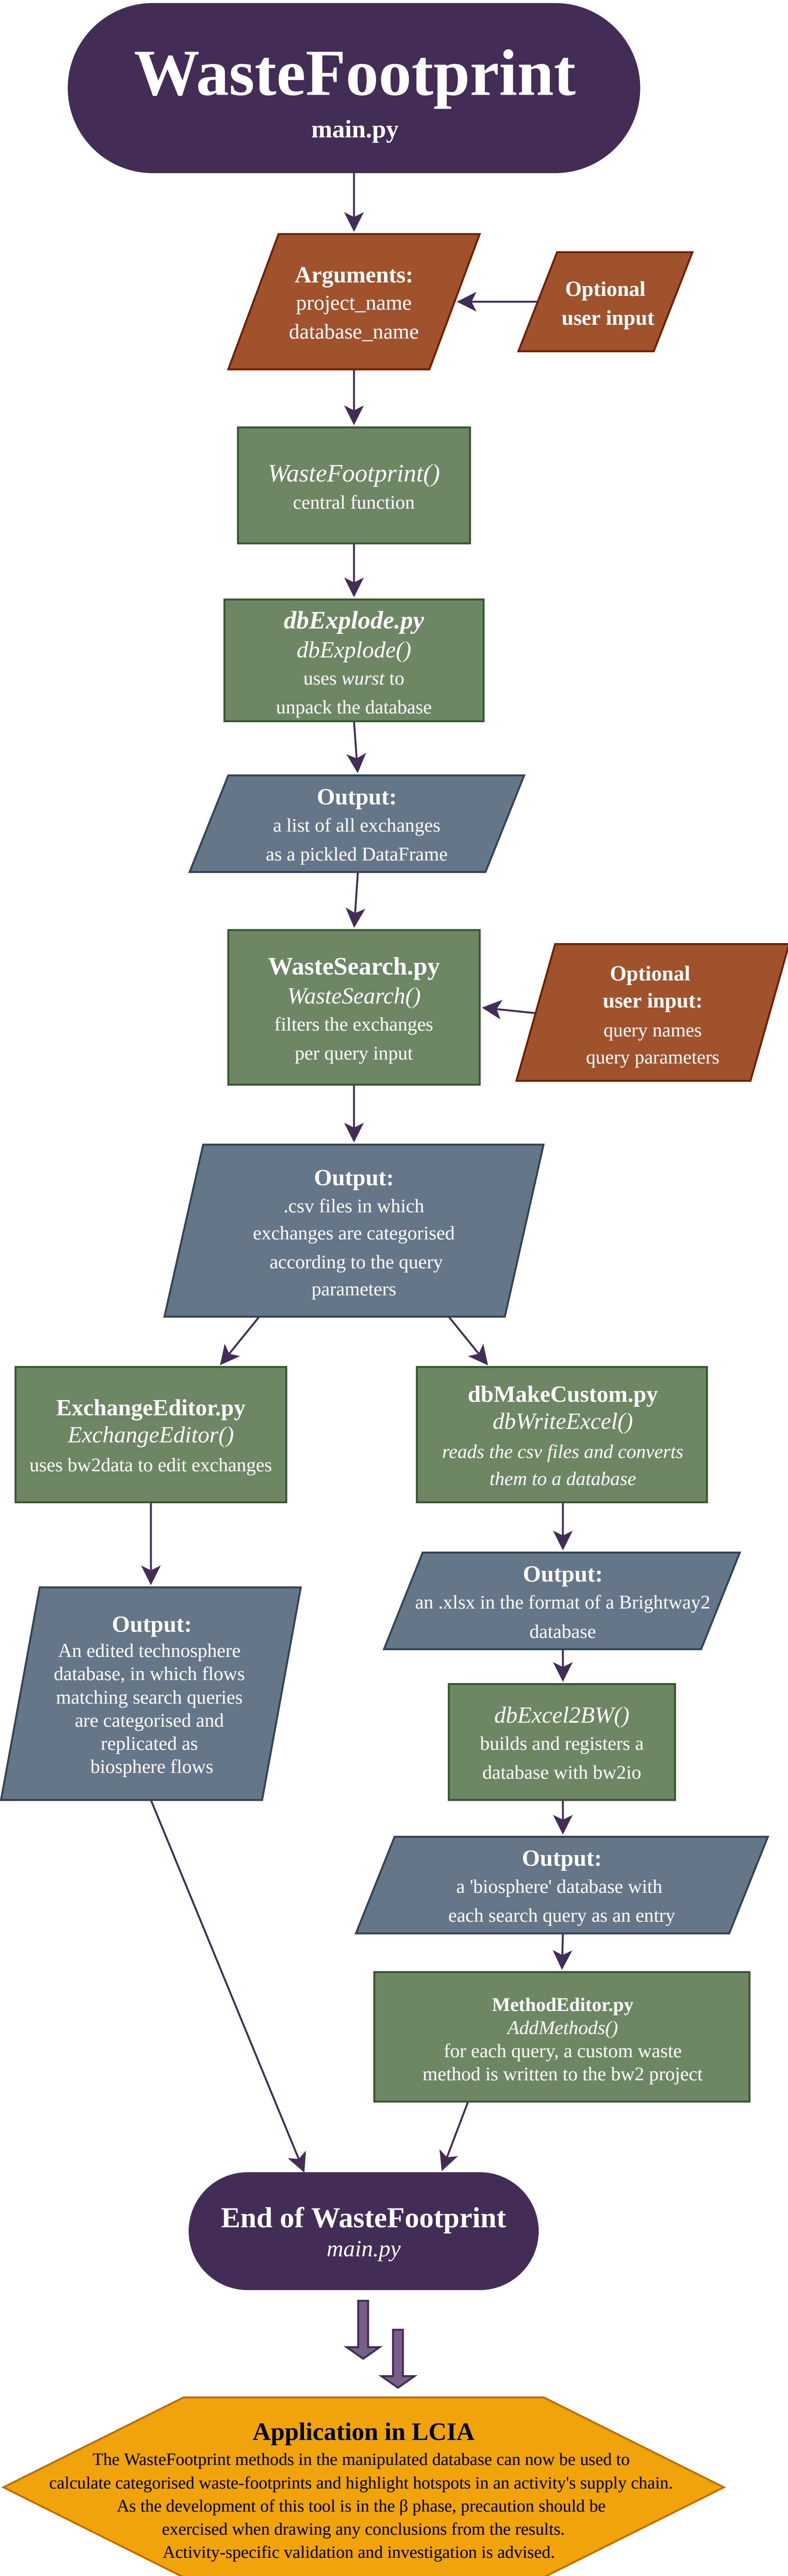 WasteFootprint
main.py
Arguments:
project_name
database_name
Optional
user input
WasteFootprint()
central function
dbExplode.py
dbExplode()
uses wurst to
unpack the database
Output:
a list of all exchanges
as a pickled DataFrame
WasteSearch.py
WasteSearch()
filters the exchanges
per query input
Optional
user input:
query names
query parameters
Output:
.csv files in which
exchanges are categorised
according to the query
parameters
ExchangeEditor.py
ExchangeEditor()
uses bw2data to edit exchanges
dbMakeCustom.py
dbWriteExcel()
reads the csv files and converts
them to a database
Output:
An edited technosphere
database, in which flows
matching search queries
are categorised and
replicated as
biosphere flows
Output:
an .xlsx in the format of a Brightway2
database
dbExcel2BW()
builds and registers a
database with bw2io
Output:
a 'biosphere' database with
each search query as an entry
MethodEditor.py
AddMethods()
for each query, a custom waste
method is written to the bw2 project
End of WasteFootprint
main.py
Application in LCIA
The WasteFootprint methods in the manipulated database can now be used to
calculate categorised waste-footprints and highlight hotspots in an activity's supply chain.
As the development of this tool is in the β phase, precaution should be
exercised when drawing any conclusions from the results.
Activity-specific validation and investigation is advised.